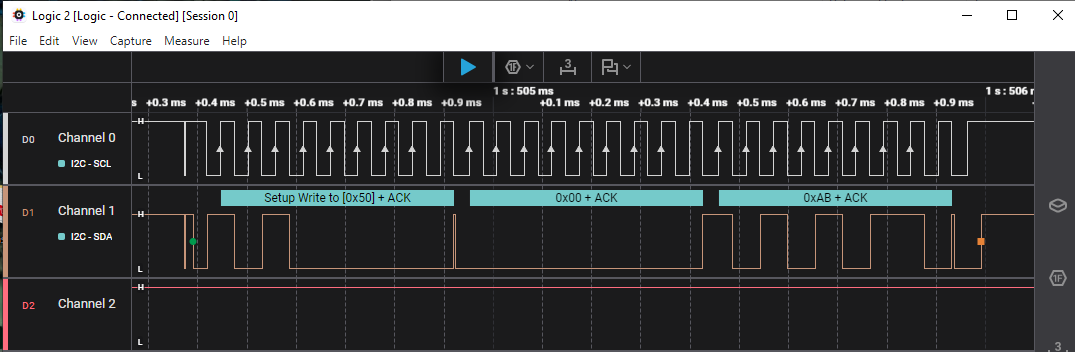 Logic 2 [Logic - Connected] [Session 0]
File Edit View Capture Measure Help
1F 3
1 s : 505 ms 1 s : 506 m
s +0.3 ms +0.4 ms +0.5 ms +0.6 ms +0.7 ms +0.8 ms +0.9 ms +0.1 ms +0.2 ms +0.3 ms +0.4 ms +0.5 ms +0.6 ms +0.7 ms +0.8 ms +0.9 ms
H
D0 Channel 0
I2C - SCL
L
Setup Write to [0x50] + ACK 0x00 + ACK 0xAB + ACK
D1 Channel 1 H
I2C - SDA
L
H
D2 Channel 2
1F
L
3